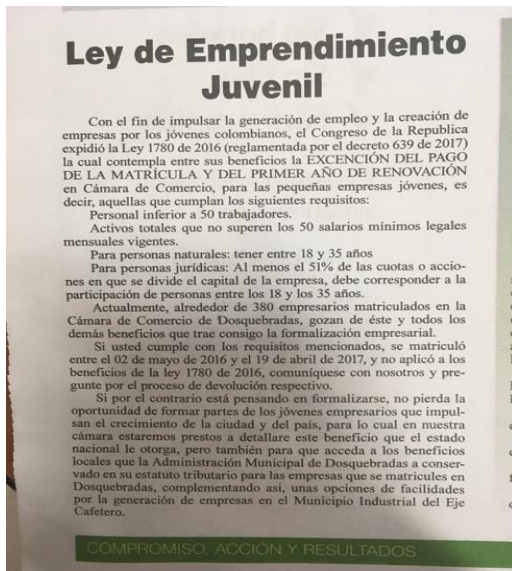 Ley de Emprendimiento
Juvenil
Con el fin de impulsar la generación de empleo y la creación de
empresas por los jóvenes colombianos, el Congreso de la Republica
expidió la Ley 1780 de 2016 (reglamentada por el decreto 639 de 2017)
la cual contempla entre sus beneficios la EXCENCIÓN DEL PAGO
DE LA MATRÍCULA Y DEL PRIMER AÑO DE RENOVACIÓN
en Cámara de Comercio, para las pequeñas empresas jóvenes, es
decir, aquellas que cumplan los siguientes requisitos:
Personal inferior a 50 trabajadores.
Activos totales que no superen los 50 salarios mínimos legales
mensuales vigentes.
Para personas naturales: tener entre 18 y 35 años
Para personas jurídicas: Al menos el 51% de las cuotas o accio-
nes en que se divide el capital de la empresa, debe corresponder a la
participación de personas entre los 18 y los 35 años.
Actualmente, alrededor de 380 empresarios matriculados en la
Cámara de Comercio de Dosquebradas, gozan de éste y todos los
demás beneficios que trae consigo la formalización empresarial.
Si usted cumple con los requisitos mencionados, se matriculó
entre el 02 de mayo de 2016 y el 19 de abril de 2017, y no aplicó a los
beneficios de la ley 1780 de 2016, comuníquese con nosotros y pre-
gunte por el proceso de devolución respectivo.
Si por el contrario está pensando en formalizarse, no pierda la
oportunidad de formar partes de los jóvenes empresarios que impul-
san el crecimiento de la ciudad y del país, para lo cual en nuestra
cámara estaremos prestos a detallare este beneficio que el estado
nacional le otorga, pero también para que acceda a los beneficios
locales que la Administración Municipal de Dosquebradas a conser-
vado en su estatuto tributario para las empresas que se matricules en
Dosquebradas, complementando así, unas opciones de facilidades
por la generación de empresas en el Municipio Industrial del Eje
Cafetero.
COMPROMISO, ACCIÓN Y RESULTADOS